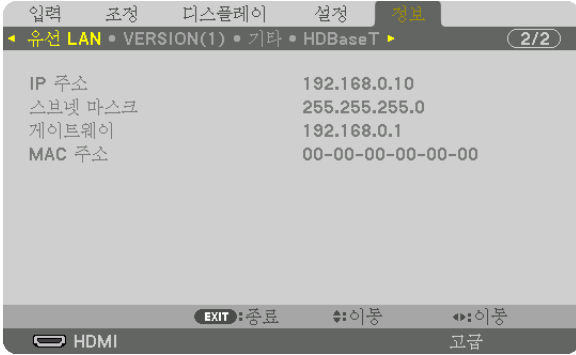 입력 조정 디스플레이 설정 정보
유선 LAN • VERSION(1) • 기타 • HDBaseT 2/2
IP 주소 192.168.0.10
스브넷 마스크 255.255.255.0
게이트웨이 192.168.0.1
MAC 주소 00-00-00-00-00-00
EXIT :종료 :이동 :이동
HDMI 고급